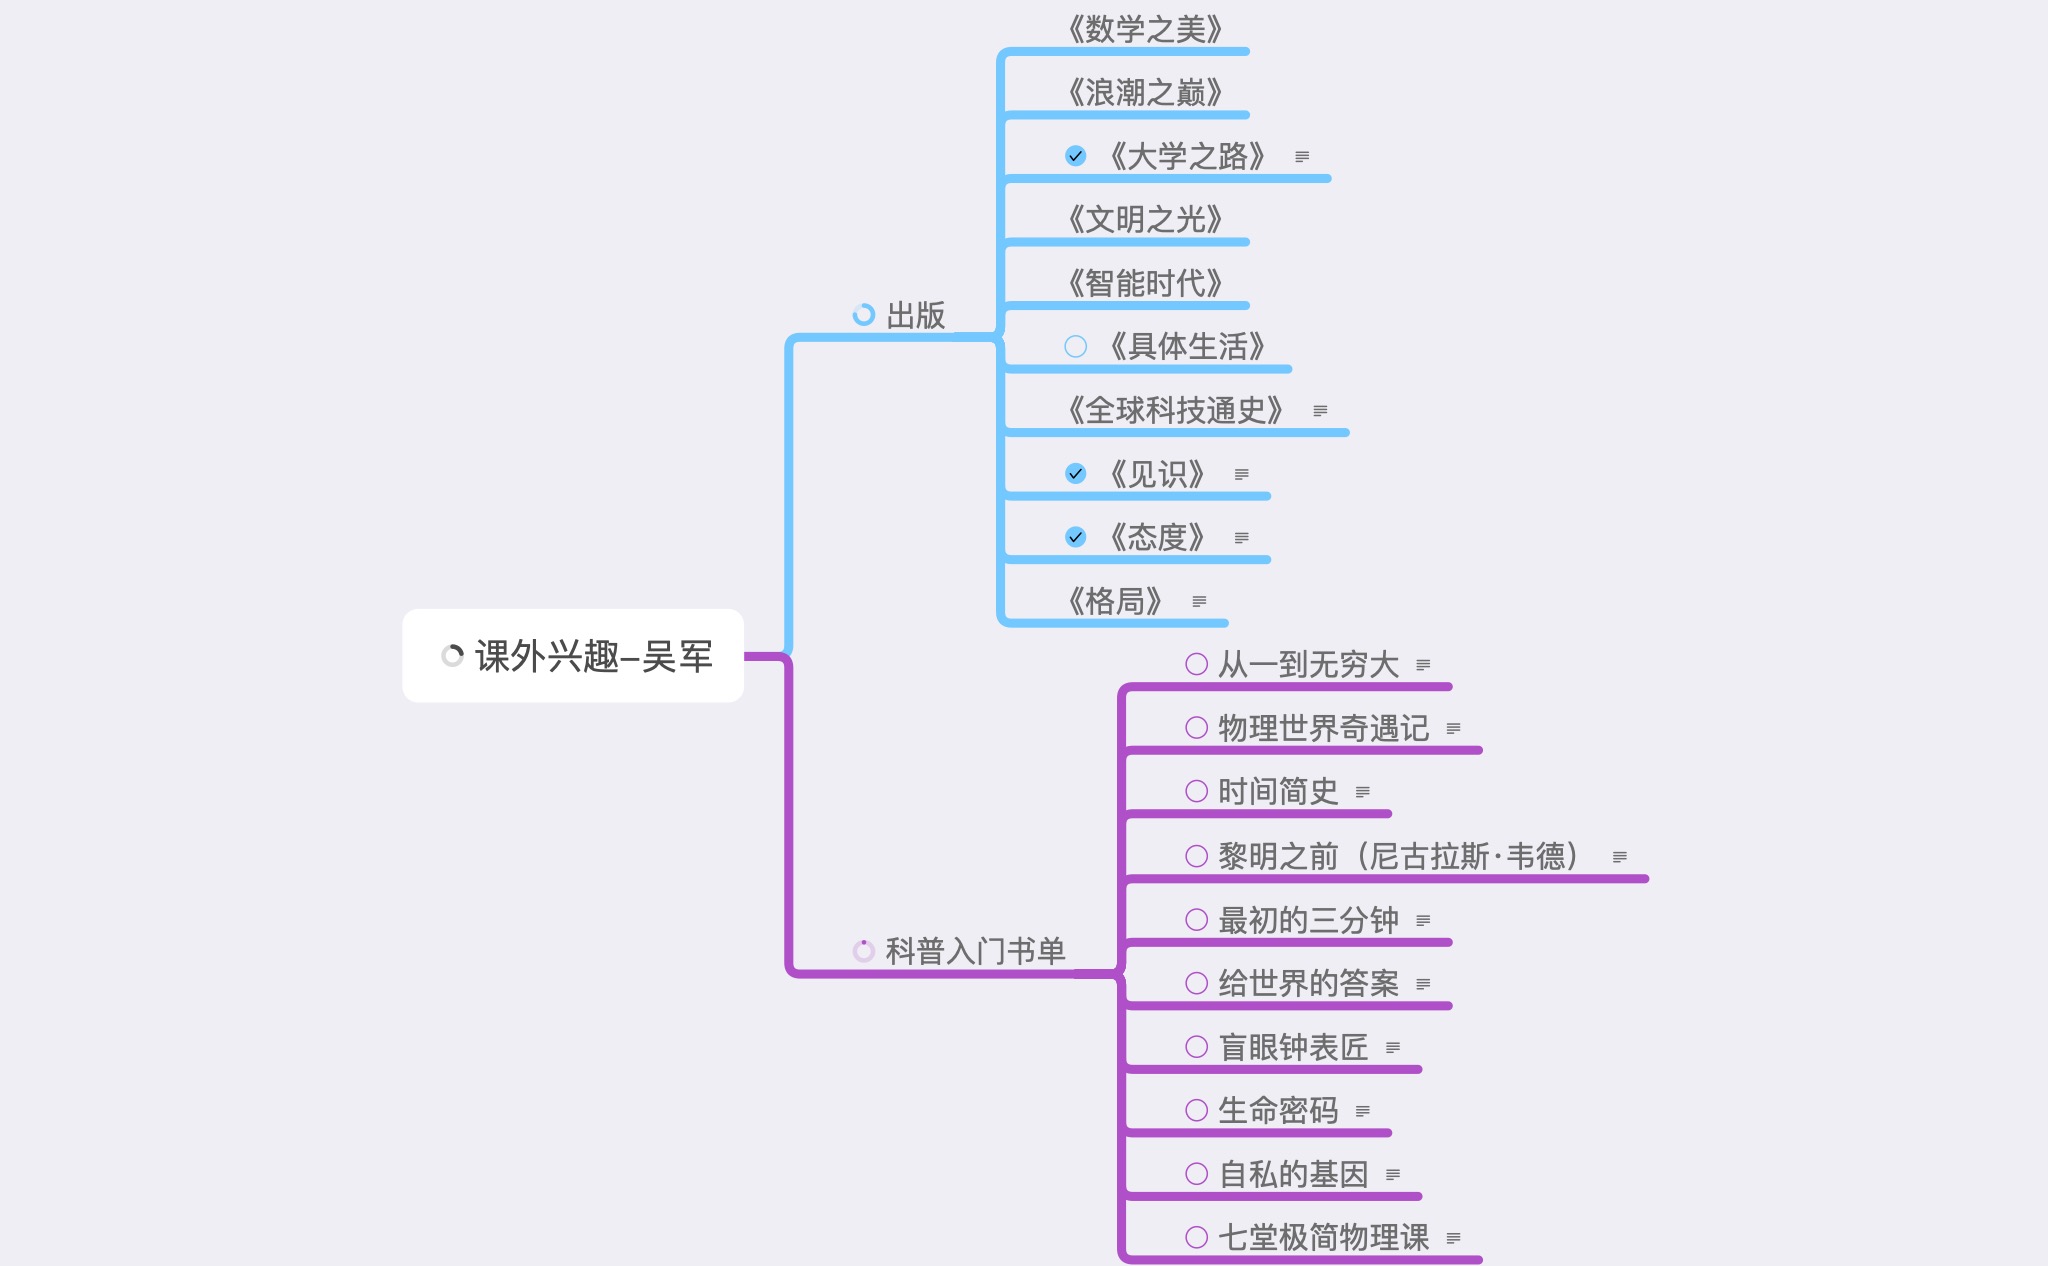 《数学之美》
《浪潮之巅》
《大学之路》
《文明之光》
《智能时代》
出版
《具体生活》
《全球科技通史》
《见识》
《态度》
《格局》
课外兴趣–吴军
从一到无穷大
物理世界奇遇记
时间简史
黎明之前（尼古拉斯·韦德）
最初的三分钟
科普入门书单
给世界的答案
盲眼钟表匠
生命密码
自私的基因
七堂极简物理课